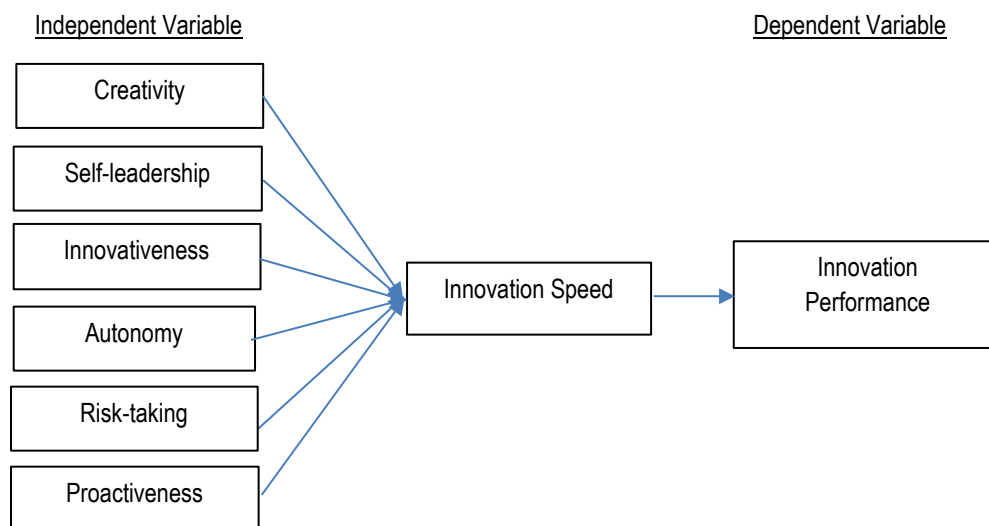 Independent Variable
Dependent Variable
Creativity
Self-leadership
Innovativeness
Autonomy
Risk-taking
Proactiveness
Innovation Speed
Innovation
Performance